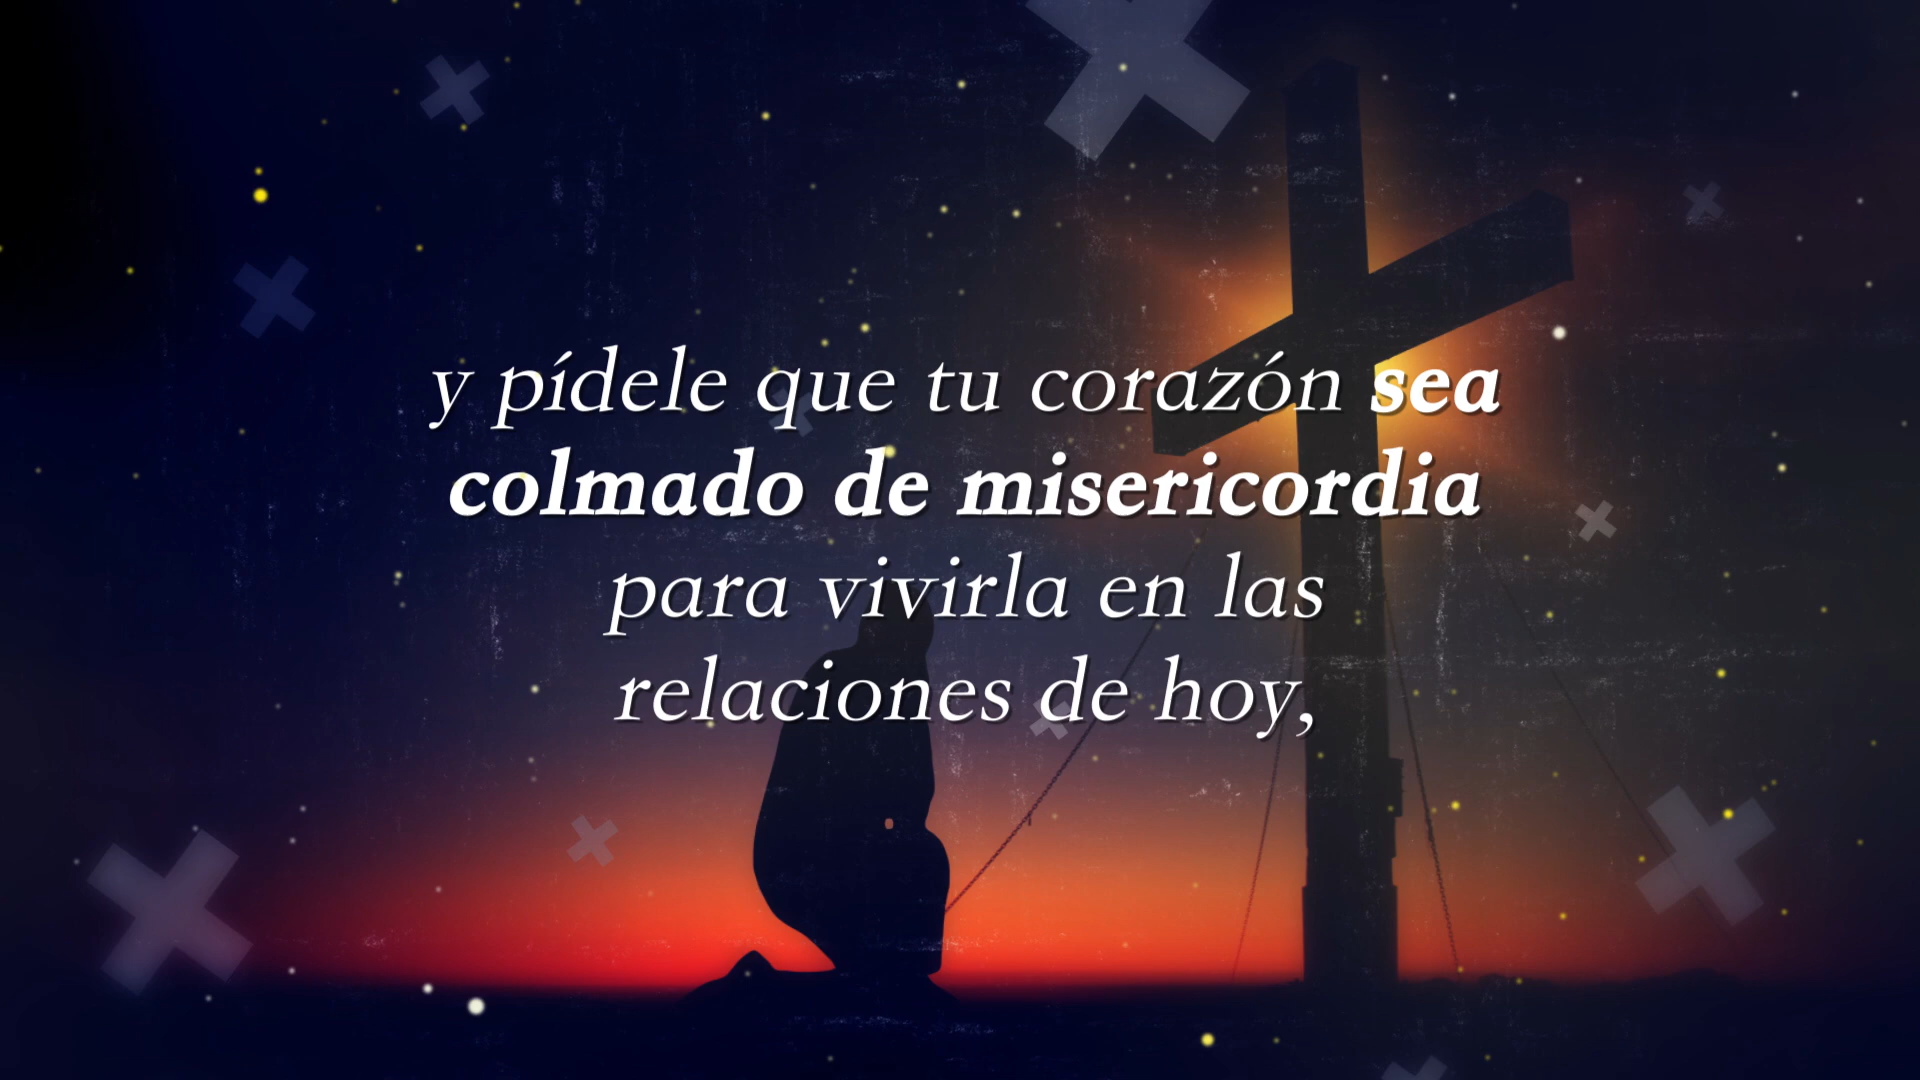 y pídele que tu corazón sea
colmado de misericordia
para vivirla en las
relaciones de hoy,